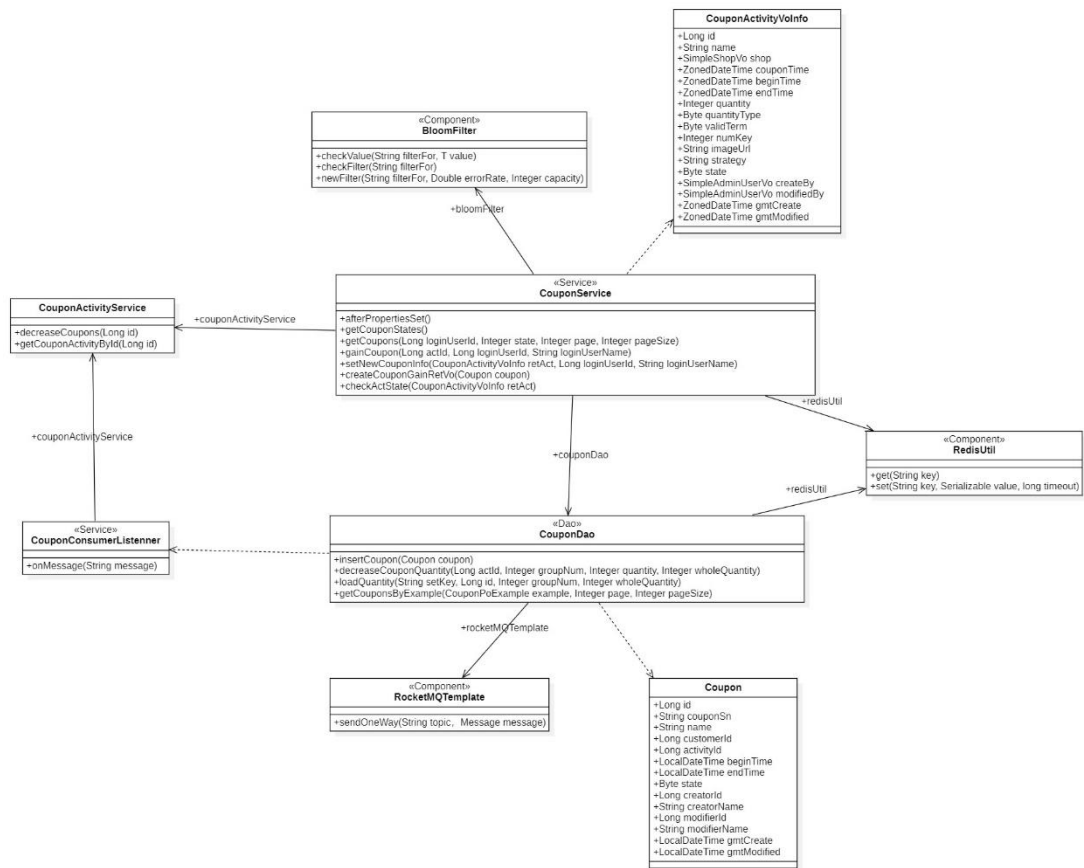 CouponActivityVoInfo
+Long id
+String name
+SimpleShopVo shop
+ZonedDateTime couponTime
+ZonedDateTime beginTime
+ZonedDateTime endTime
+Integer quantity
+Byte quantityType
+Byte validTerm
+Integer numKey
+String imageUrl
+String strategy
+Byte state
+SimpleAdminUserVo createBy
+SimpleAdminUserVo modifiedBy
+ZonedDateTime gmtCreate
+ZonedDateTime gmtModified
«Component»
BloomFilter
+checkValue(String filterFor, T value)
+checkFilter(String filterFor)
+newFilter(String filterFor, Double errorRate, Integer capacity)
+bloomFilter
«Service»
CouponService
+afterPropertiesSet()
+getCouponStates()
+getCoupons(Long loginUserId, Integer state, Integer page, Integer pageSize)
+gainCoupon(Long actId, Long loginUserId, String loginUserName)
+setNewCouponInfo(CouponActivityVoInfo retAct, Long loginUserId, String loginUserName)
+createCouponGainRetVo(Coupon coupon)
+checkActState(CouponActivityVoInfo retAct)
CouponActivityService
+decreaseCoupons(Long id)
+getCouponActivityById(Long id)
+couponActivityService
+couponActivityService
+redisUtil
+couponDao
«Component»
RedisUtil
+get(String key)
+set(String key, Serializable value, long timeout)
+redisUtil
«Service»
CouponConsumerListenner
+onMessage(String message)
«Dao»
CouponDao
+insertCoupon(Coupon coupon)
+decreaseCouponQuantity(Long actId, Integer groupNum, Integer quantity, Integer wholeQuantity)
+loadQuantity(String setKey, Long id, Integer groupNum, Integer wholeQuantity)
+getCouponsByExample(CouponPoExample example, Integer page, Integer pageSize)
+rocketMQTemplate
«Component»
RocketMQTemplate
+sendOneWay(String topic, Message message)
Coupon
+Long id
+String couponSn
+String name
+Long customerId
+Long activityId
+LocalDateTime beginTime
+LocalDateTime endTime
+Byte state
+Long creatorId
+String creatorName
+Long modifierId
+String modifierName
+LocalDateTime gmtCreate
+LocalDateTime gmtModified